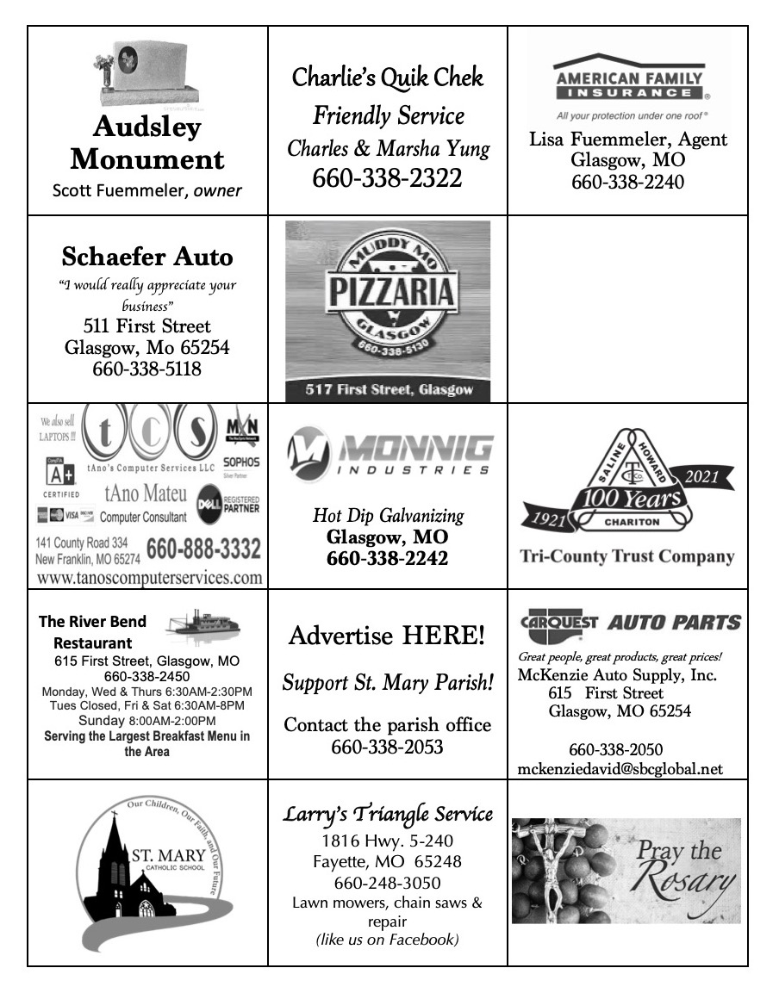 Audsley
Monument
Scott Fuemmeler, owner
Charlie's Quik Chek
Friendly Service
Charles & Marsha Yung
660-338-2322
AMERICAN FAMILY
INSURANCE®
All your protection under one roof®
Lisa Fuemmeler, Agent
Glasgow, MO
660-338-2240
Schaefer Auto
"I would really appreciate your
business"
511 First Street
Glasgow, Mo 65254
660-338-5118
MUDDY MO
PIZZARIA
GLASGOW
660-338-5130
517 First Street, Glasgow
We also sell
LAPTOPS !!!
tcs
tAno's Computer Services LLC
MXN
CompTIA
A+
CERTIFIED
SOPHOS
Silver Partner
tAno Mateu
Computer Consultant
DELL
REGISTERED
PARTNER
VISA
141 County Road 334
New Franklin, MO 65274
660-888-3332
www.tanoscomputerservices.com
MONNIG
INDUSTRIES
Hot Dip Galvanizing
Glasgow, MO
660-338-2242
SALINE
HOWARD
TCTCo.
1921
100 Years
2021
CHARITON
Tri-County Trust Company
The River Bend
Restaurant
615 First Street, Glasgow, MO
660-338-2450
Monday, Wed & Thurs 6:30AM-2:30PM
Tues Closed, Fri & Sat 6:30AM-8PM
Sunday 8:00AM-2:00PM
Serving the Largest Breakfast Menu in
the Area
Advertise HERE!
Support St. Mary Parish!
Contact the parish office
660-338-2053
CARQUEST AUTO PARTS
Great people, great products, great prices!
McKenzie Auto Supply, Inc.
615 First Street
Glasgow, MO 65254
660-338-2050
mckenziedavid@sbcglobal.net
Our Children, Our Faith, and Our Future
ST. MARY
CATHOLIC SCHOOL
Larry's Triangle Service
1816 Hwy. 5-240
Fayette, MO 65248
660-248-3050
Lawn mowers, chain saws &
repair
(like us on Facebook)
Pray the
Rosary